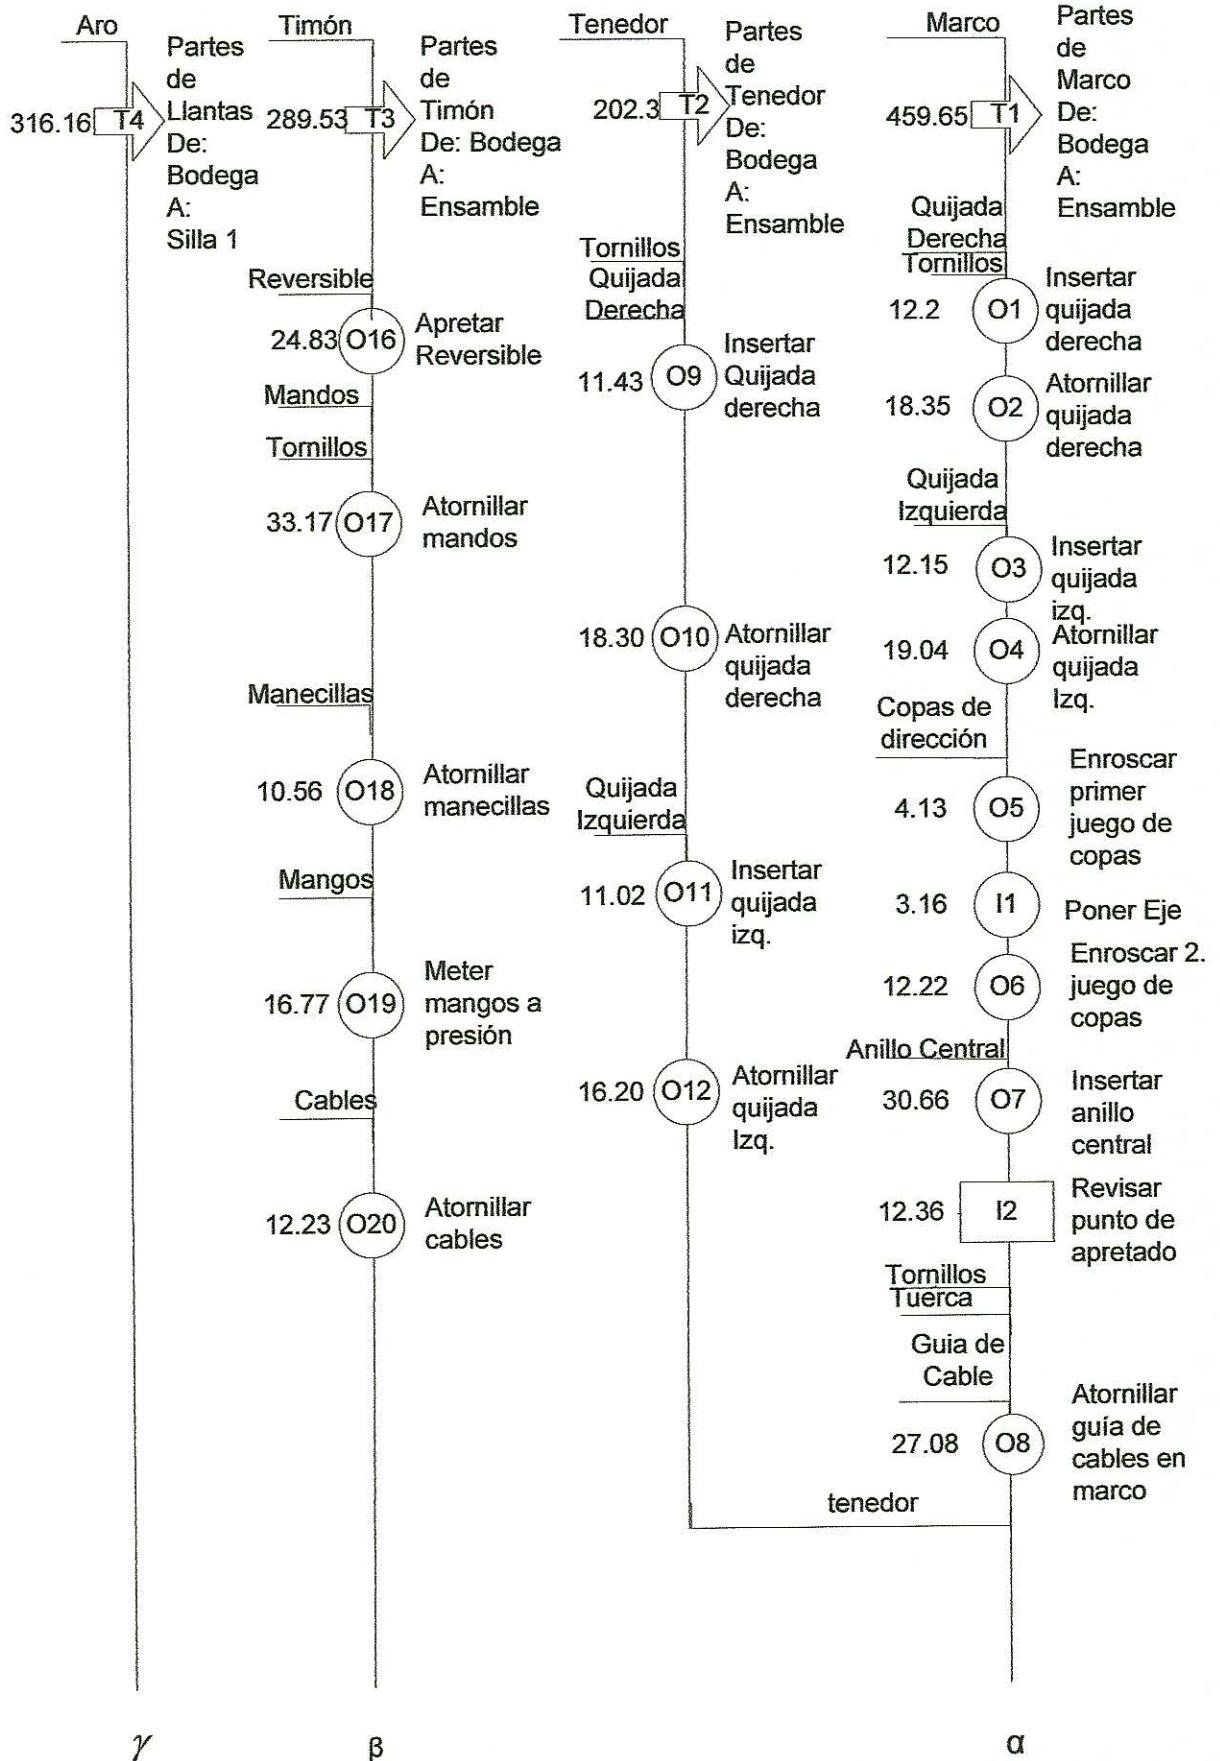 Aro
316.16
T4
Partes
de
Llantas
De:
Bodega
A:
Silla 1
γ
Timón
289.53
T3
Partes
de
Timón
De: Bodega
A:
Ensamble
Reversible
24.83
O16
Apretar
Reversible
Mandos
Tornillos
33.17
O17
Atornillar
mandos
Manecillas
10.56
O18
Atornillar
manecillas
Mangos
16.77
O19
Meter
mangos a
presión
Cables
12.23
O20
Atornillar
cables
β
Tenedor
202.3
T2
Partes
de
Tenedor
De:
Bodega
A:
Ensamble
Tornillos
Quijada
Derecha
11.43
O9
Insertar
Quijada
derecha
18.30
O10
Atornillar
quijada
derecha
Quijada
Izquierda
11.02
O11
Insertar
quijada
izq.
16.20
O12
Atornillar
quijada
Izq.
Marco
459.65
T1
Partes
de
Marco
De:
Bodega
A:
Ensamble
Quijada
Derecha
Tornillos
12.2
O1
Insertar
quijada
derecha
18.35
O2
Atornillar
quijada
derecha
Quijada
Izquierda
12.15
O3
Insertar
quijada
izq.
19.04
O4
Atornillar
quijada
Izq.
Copas de
dirección
4.13
O5
Enroscar
primer
juego de
copas
3.16
I1
Poner Eje
12.22
O6
Enroscar 2.
juego de
copas
Anillo Central
30.66
O7
Insertar
anillo
central
12.36
I2
Revisar
punto de
apretado
Tornillos
Tuerca
Guia de
Cable
27.08
O8
Atornillar
guía de
cables en
marco
tenedor
α